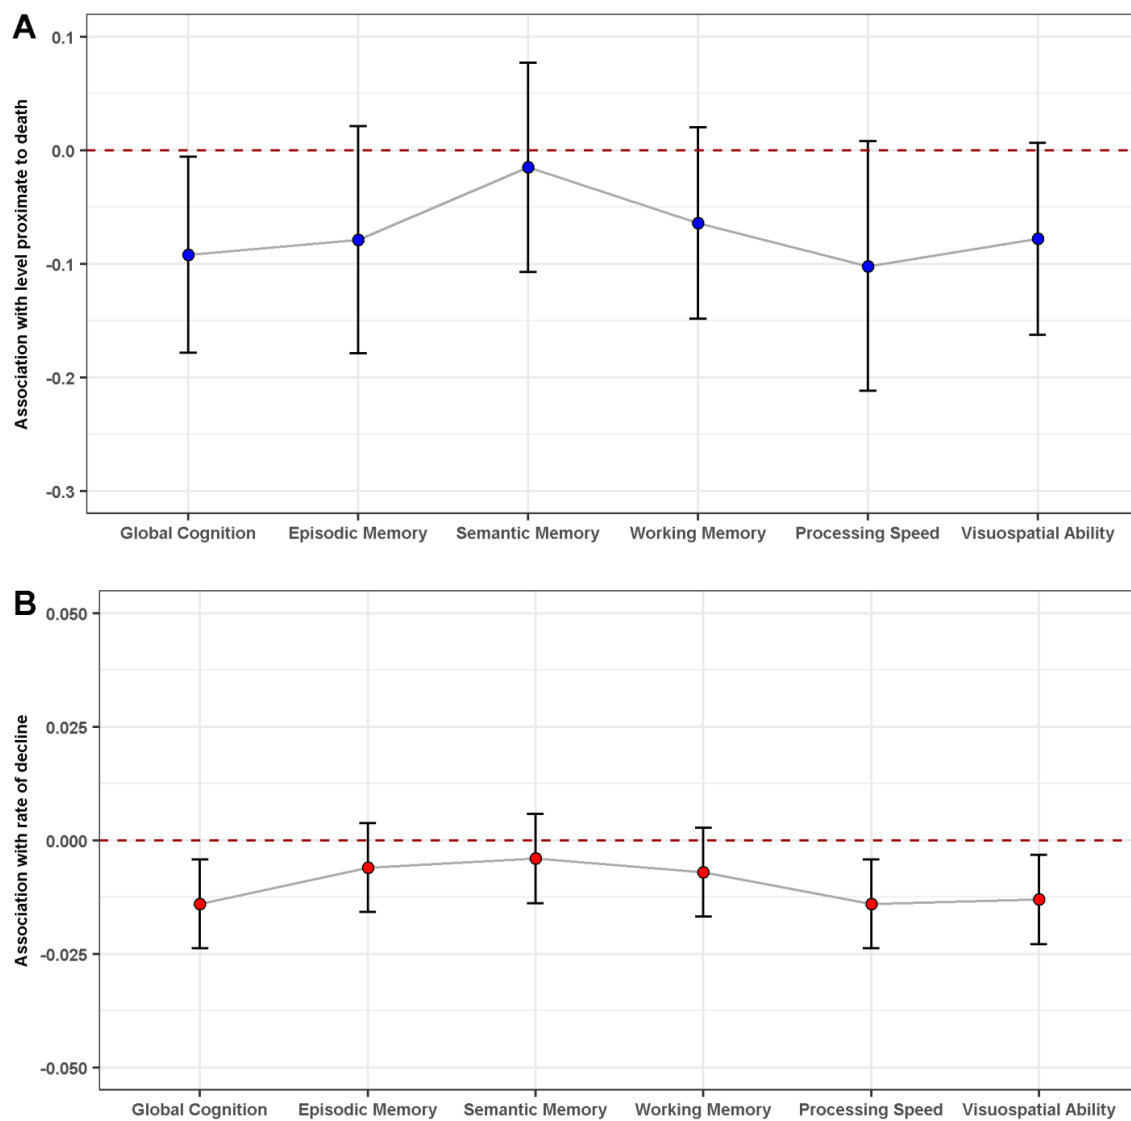 A
Association with level proximate to death
0.1
0.0
-0.1
-0.2
-0.3
Global Cognition Episodic Memory Semantic Memory Working Memory Processing Speed Visuospatial Ability
B
Association with rate of decline
0.050
0.025
0.000
-0.025
-0.050
Global Cognition Episodic Memory Semantic Memory Working Memory Processing Speed Visuospatial Ability